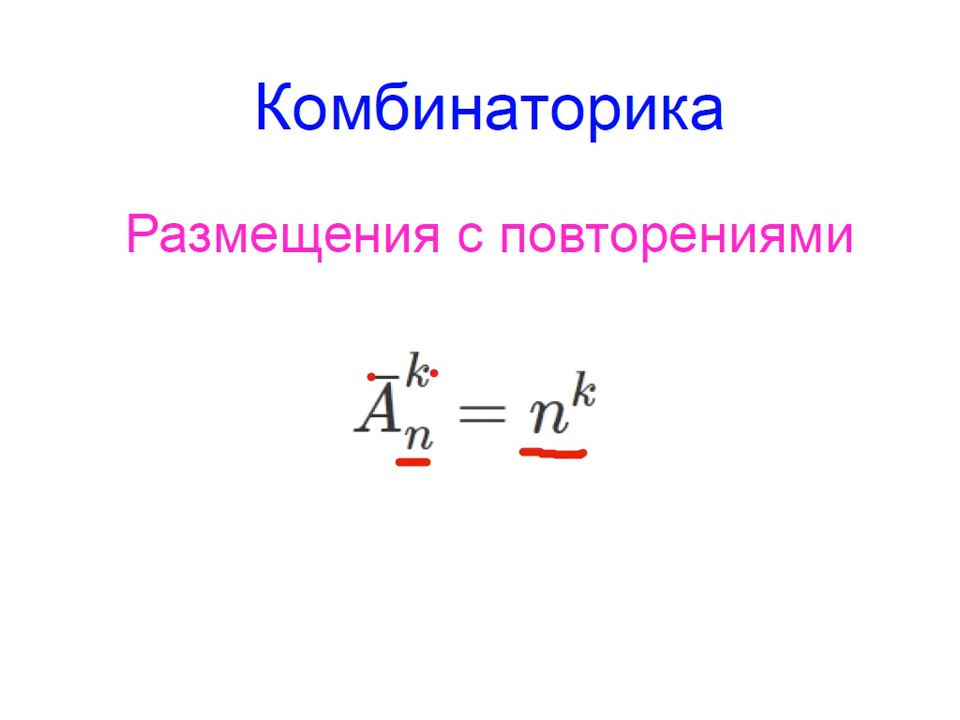 Комбинаторика
Размещения с повторениями
Ā_n^k = n^k